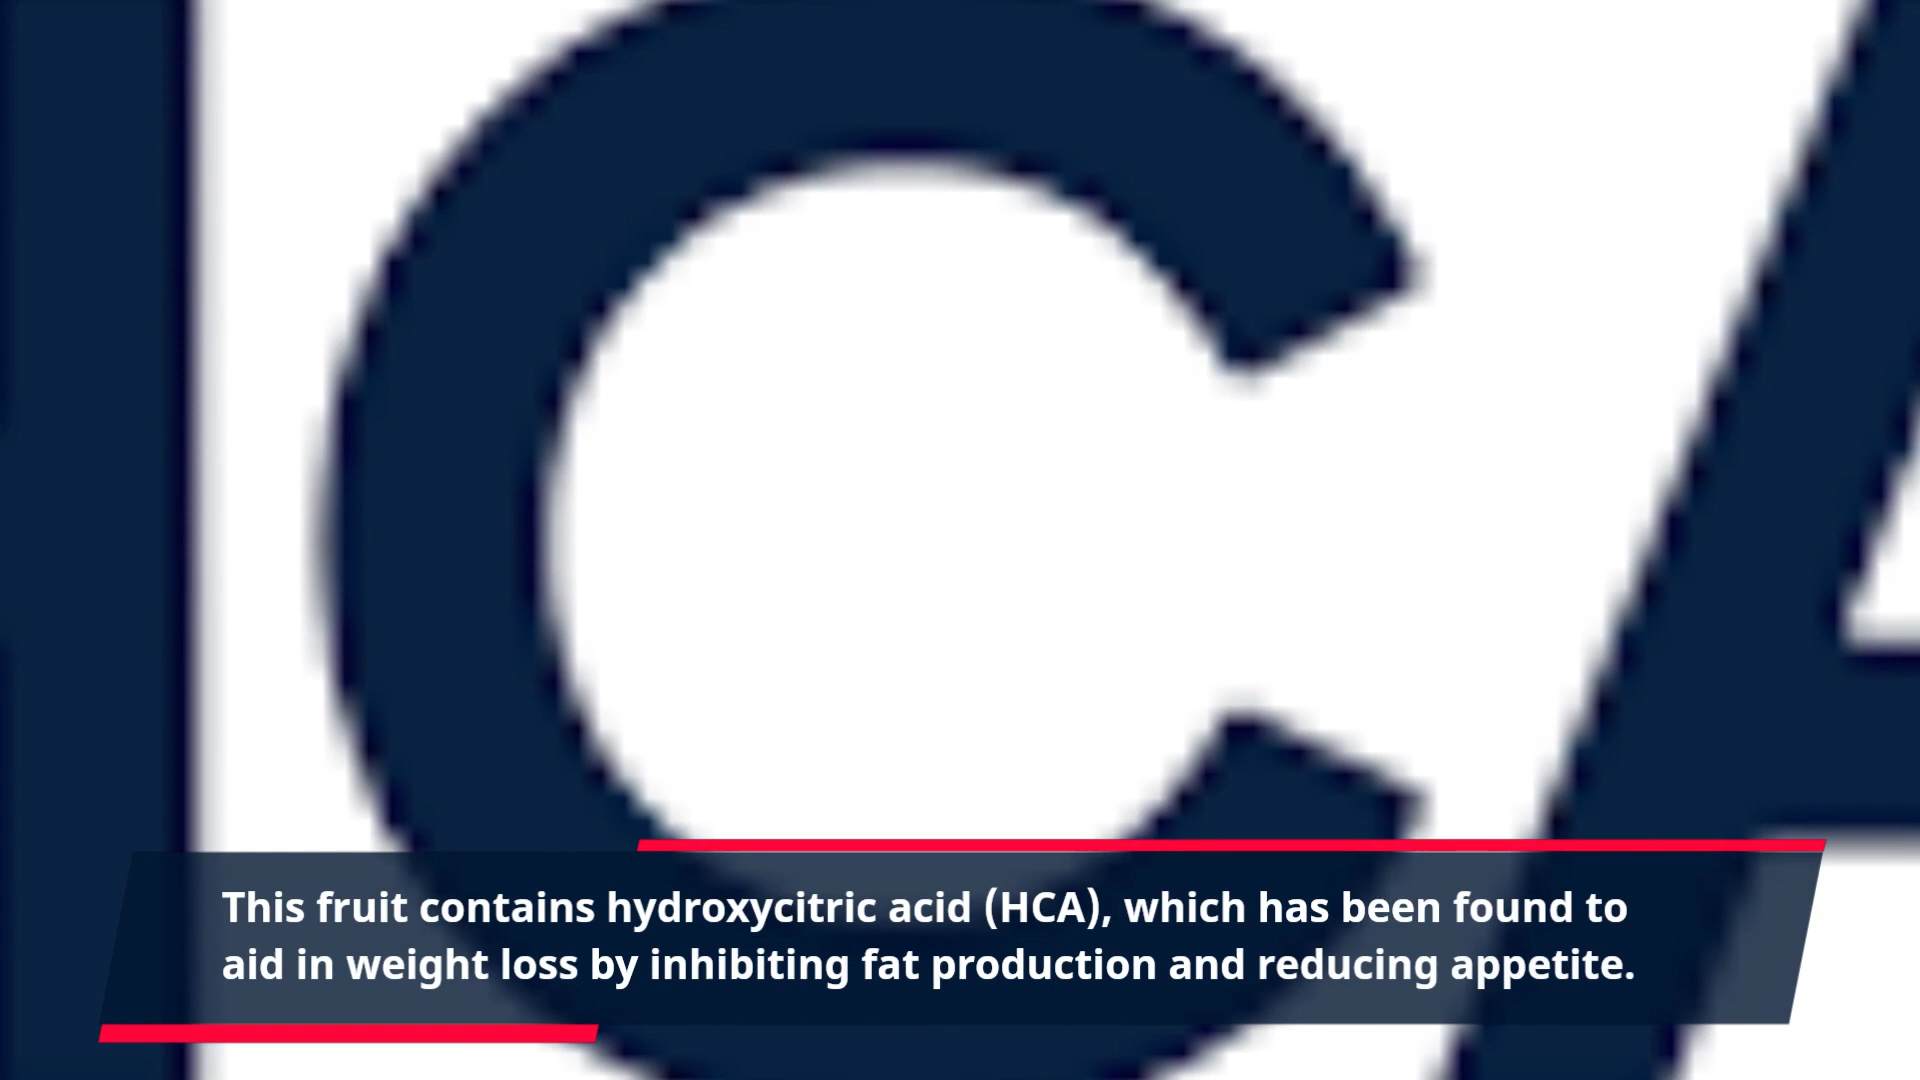 HCA
This fruit contains hydroxycitric acid (HCA), which has been found to
aid in weight loss by inhibiting fat production and reducing appetite.